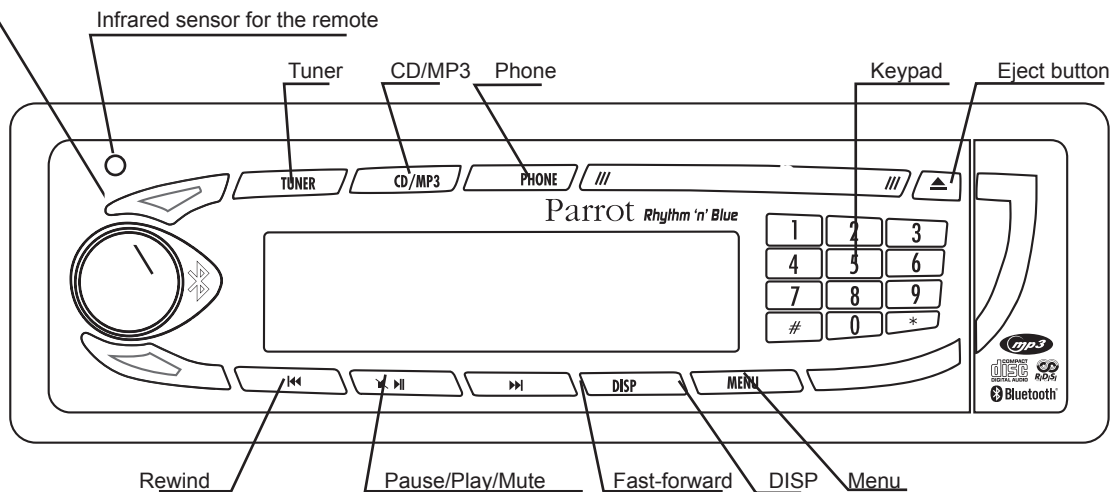 Infrared sensor for the remote
Tuner CD/MP3 Phone Keypad Eject button
TUNER CD/MP3 PHONE
Parrot Rhythm 'n' Blue
1 2 3
4 5 6
7 8 9
# 0 *
DISP MENU
mp3
COMPACT
disc
DIGITAL AUDIO
R.D.S
Bluetooth
Rewind Pause/Play/Mute Fast-forward DISP Menu